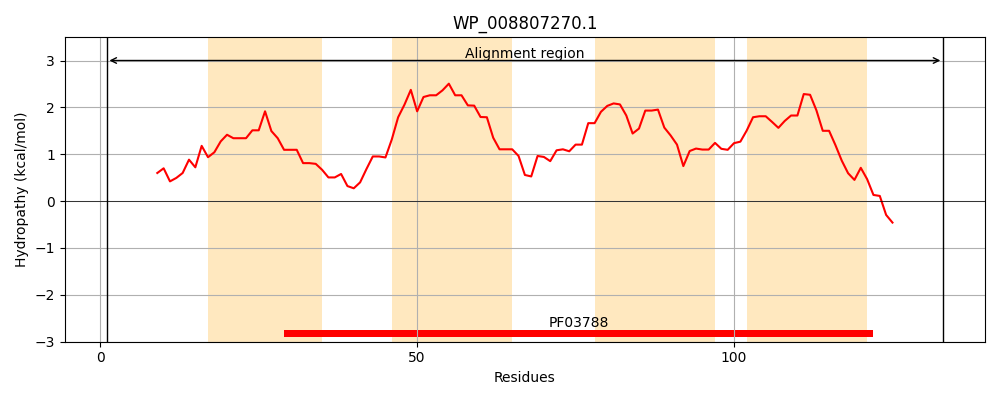 WP_008807270.1
Alignment region
Hydropathy (kcal/mol)
3
2
1
0
−1
−2
−3
PF03788
0
50
100
Residues